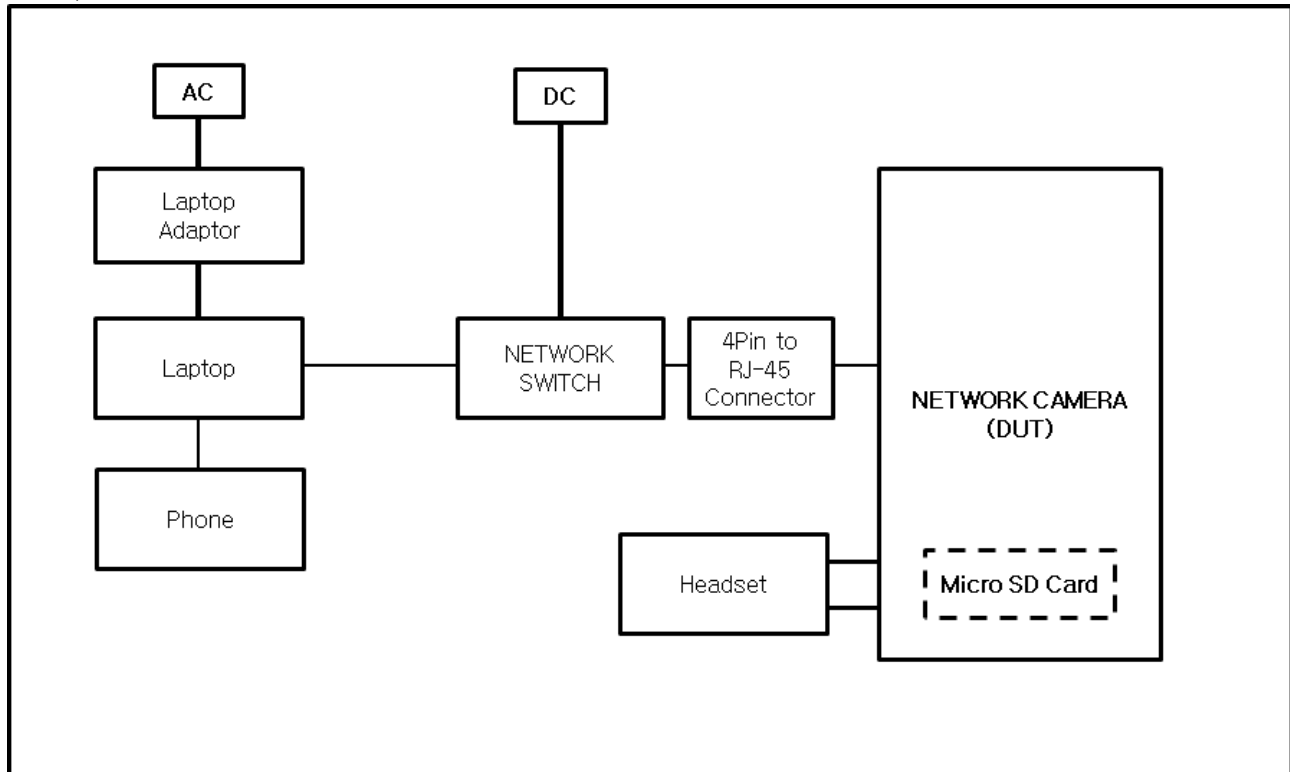 AC
DC
Laptop
Adaptor
Laptop
NETWORK
SWITCH
4Pin to
RJ-45
Connector
NETWORK CAMERA
(DUT)
Phone
Headset
Micro SD Card